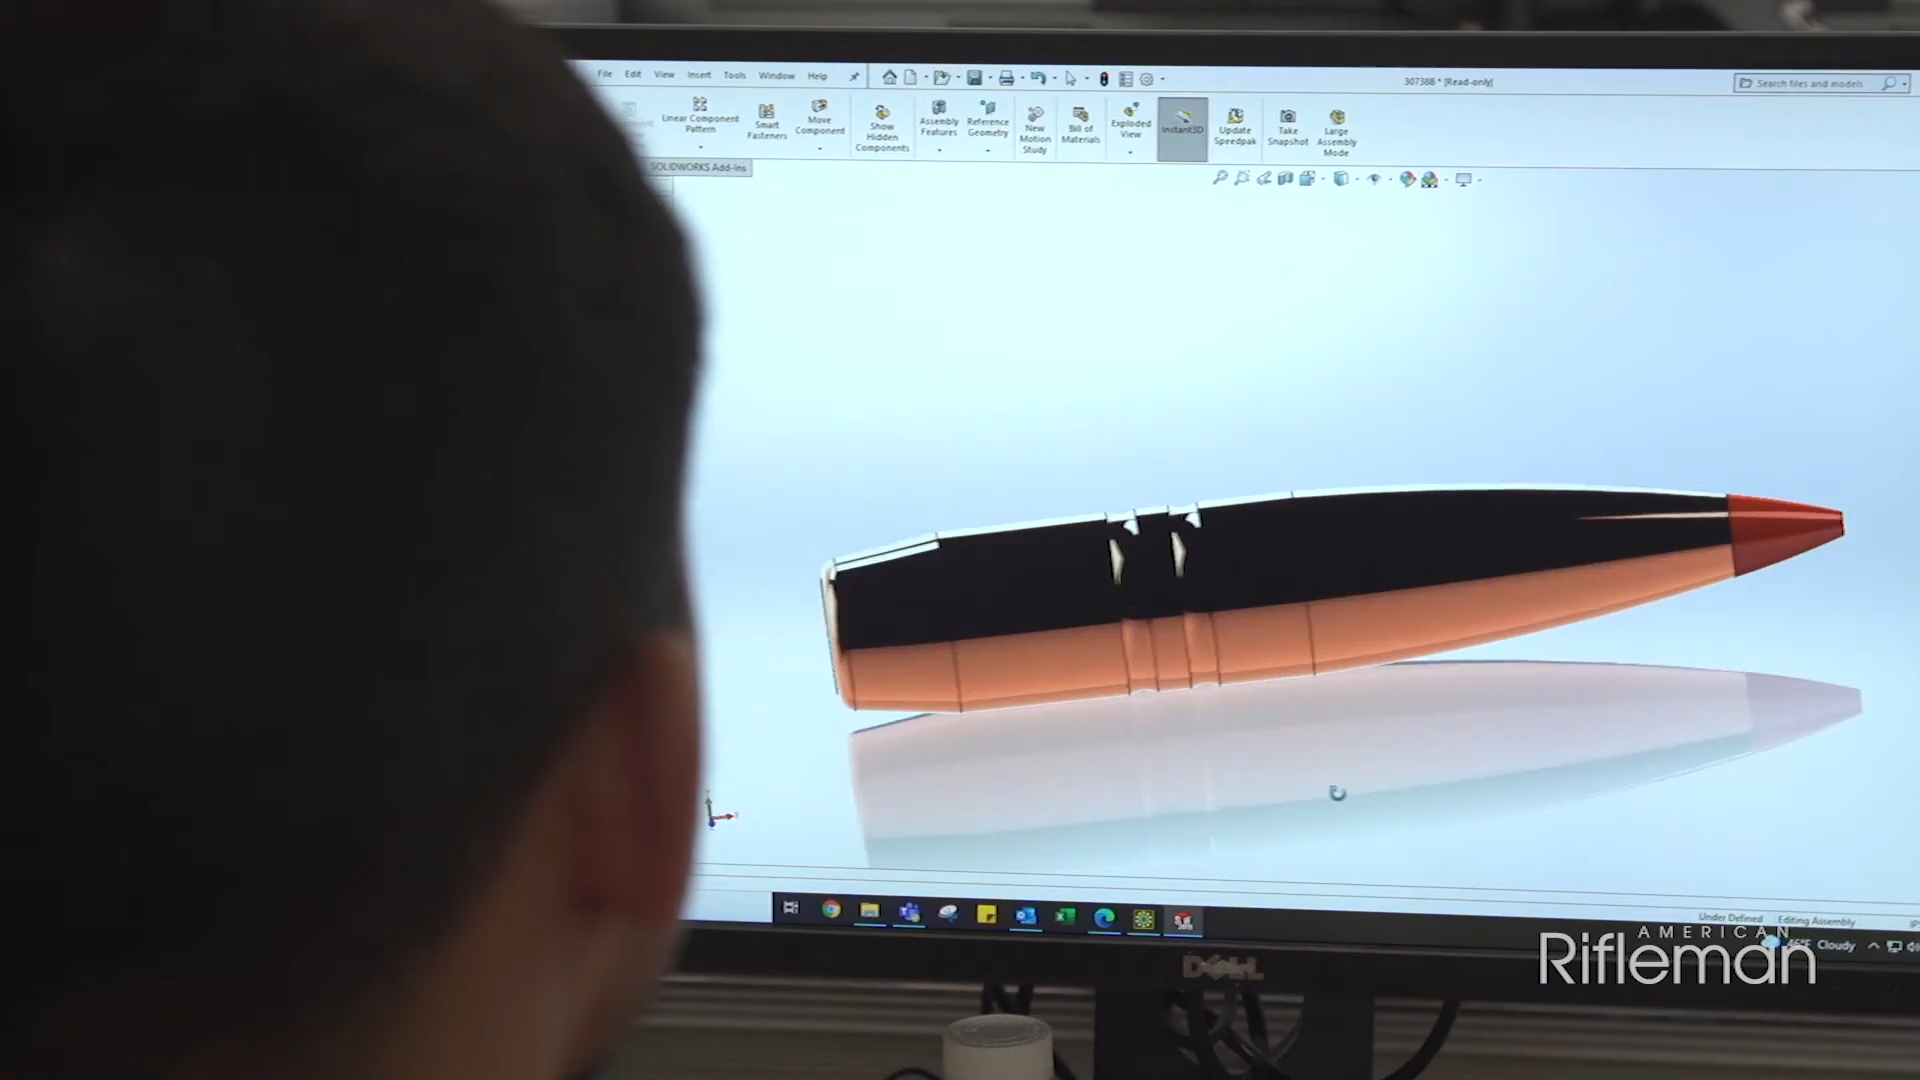 File Edit View Insert Tools Window Help
307388 * [Read-only]
Search files and models
Linear Component Pattern
Smart Fasteners
Move Component
Show Hidden Components
Assembly Features
Reference Geometry
New Motion Study
Bill of Materials
Exploded View
Instant3D
Update Speedpak
Take Snapshot
Large Assembly Mode
SOLIDWORKS Add-Ins
Under Defined Editing Assembly
46°F Cloudy
DELL
AMERICAN
Rifleman